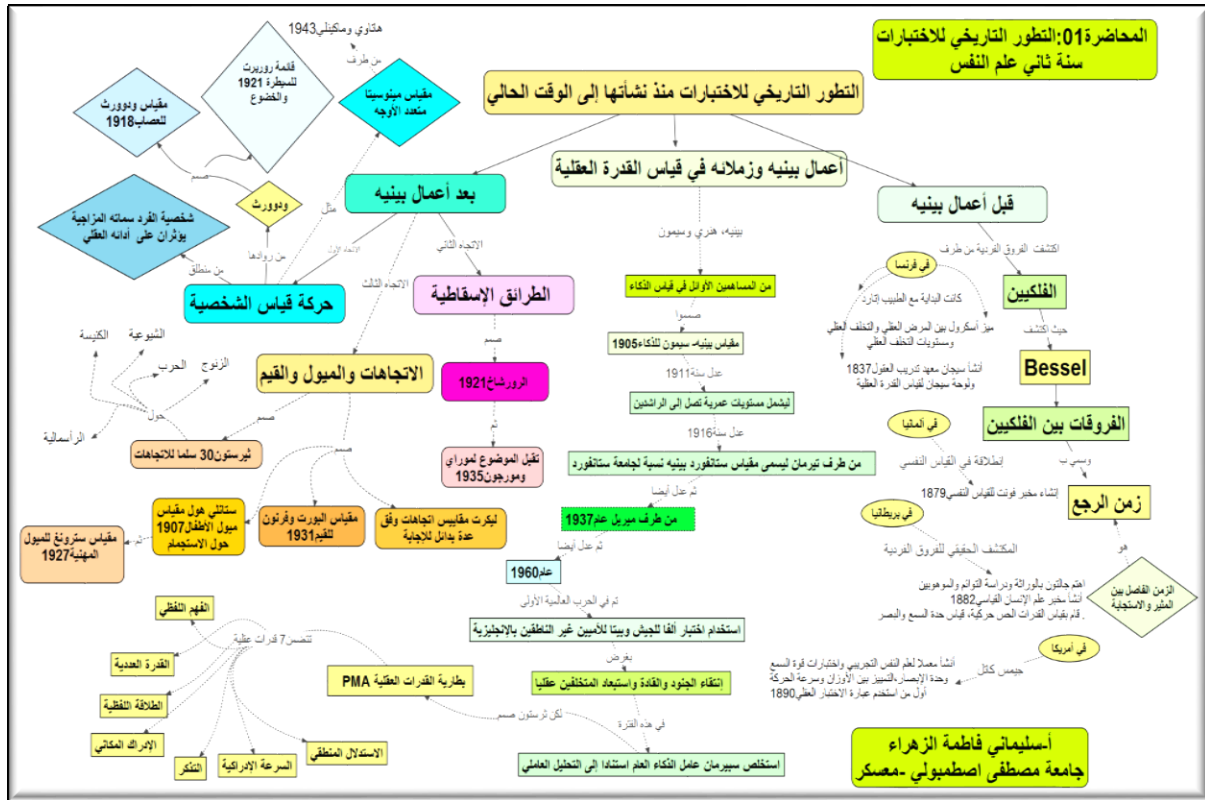 المحاضرة01:التطور التاريخي للاختبارات
سنة ثاني علم النفس
التطور التاريخي للاختبارات منذ نشأتها إلى الوقت الحالي
قبل أعمال بينيه
اكتشفت الفروق الفردية من طرف
الفلكيين
حيث اكتشف
Bessel
الفروقات بين الفلكيين
وسمي ب
زمن الرجع
هو
الزمن الفاصل بين
المثير والاستجابة
في فرنسا
كانت البداية مع الطبيب إتارد
ميز أسكرول بين المرض العقلي والتخلف العقلي
ومستويات التخلف العقلي
أنشأ سيجان معهد تدريب العقول1837
ولوحة سيجان لقياس القدرة العقلية
في ألمانيا
إنطلاقة في القياس النفسي
إنشاء مخبر فونت للقياس النفسي1879
في بريطانيا
المكتشف الحقيقي للفروق الفردية
اهتم جالتون بالوراثة ودراسة التوائم والموهوبين
أنشأ مخبر علم الإنسان القياسي1882
قام بقياس القدرات الحص حركية، قياس حدة السمع والبصر .
في أمريكا
جيمس كاتل
أنشأ معملا لعلم النفس التجريبي واختبارات قوة السمع
وحدة الإبصار،التمييز بين الأوزان وسرعة الحركة
أول من استخدم عبارة الاختبار العقلي1890
أعمال بينيه وزملائه في قياس القدرة العقلية
بينيه، هنري وسيمون
من المساهمين الأوائل في قياس الذكاء
صمموا
مقياس بينيه- سيمون للذكاء1905
عدل سنة1911
ليشمل مستويات عمرية تصل إلى الراشدين
عدل سنة1916
من طرف تيرمان ليسمى مقياس ستانفورد بينيه نسبة لجامعة ستانفورد
ثم عدل أيضا
من طرف ميريل عام1937
ثم عدل أيضا
عام1960
ثم في الحرب العالمية الأولى
استخدام اختبار ألفا للجيش وبيتا للأميين غير الناطقين بالإنجليزية
بغرض
إنتقاء الجنود والقادة واستبعاد المتخلفين عقليا
في هذه الفترة
استخلص سبيرمان عامل الذكاء العام استنادا إلى التحليل العاملي
لكن ثرستون صمم
بطارية القدرات العقلية PMA
تتضمن7 قدرات عقلية
الفهم اللفظي
القدرة العددية
الطلاقة اللفظية
الإدراك المكاني
التذكر
السرعة الإدراكية
الاستدلال المنطقي
بعد أعمال بينيه
الاتجاه الأول
حركة قياس الشخصية
من منطلق
شخصية الفرد سماته المزاجية
يؤثران على أدائه العقلي
من روادها
ودوورث
صمم
مقياس ودوورث
للعصاب1918
قائمة روبريرت
للسيطرة 1921
والخضوع
مثل
مقياس مينوسيتا
متعدد الأوجه
من طرف
هتاوي وماكينلي1943
الاتجاه الثاني
الطرائق الإسقاطية
صمم
الرورشاخ1921
ثم
تقبل الموضوع لموراي
ومورجون1935
الاتجاه الثالث
الاتجاهات والميول والقيم
صمم
ثيرستون30 سلما للاتجاهات
حول
الكنيسة
الشيوعية
الحرب
الزنوج
الرأسمالية
صمم
ليكرت مقاييس اتجاهات وفق
عدة بدائل للإجابة
مقياس البورت وفرنون
للقيم1931
ستانلي هول مقياس
ميول الأطفال1907
حول الاستجمام
ثم
مقياس سترونغ للميول
المهنية1927
أ-سليماني فاطمة الزهراء
جامعة مصطفى اصطمبولي -معسكر